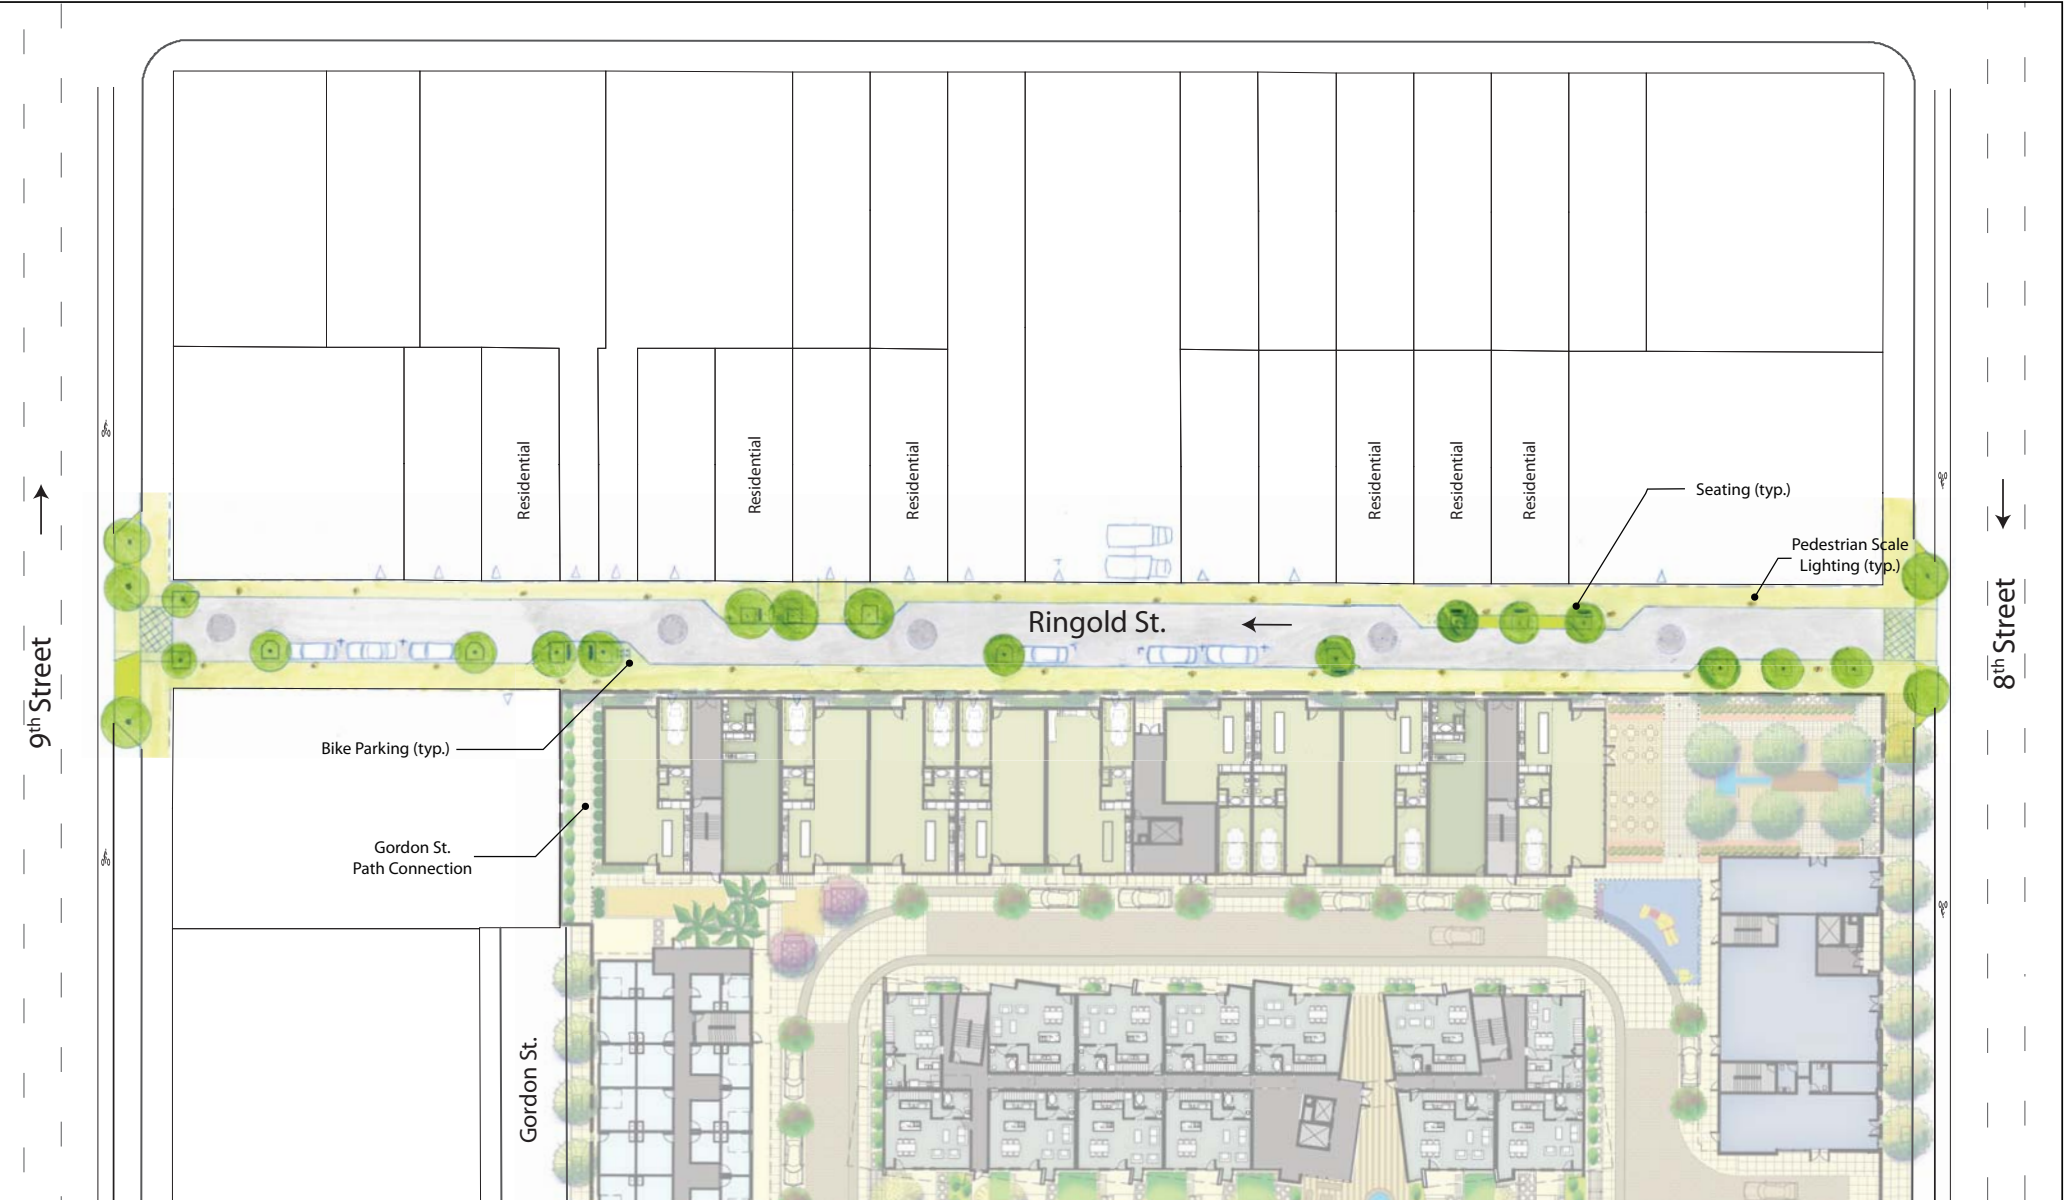 Residential
Residential
Residential
Residential
Residential
Residential
Seating (typ.)
Pedestrian Scale
Lighting (typ.)
Ringold St.
9th Street
8th Street
Bike Parking (typ.)
Gordon St.
Path Connection
Gordon St.